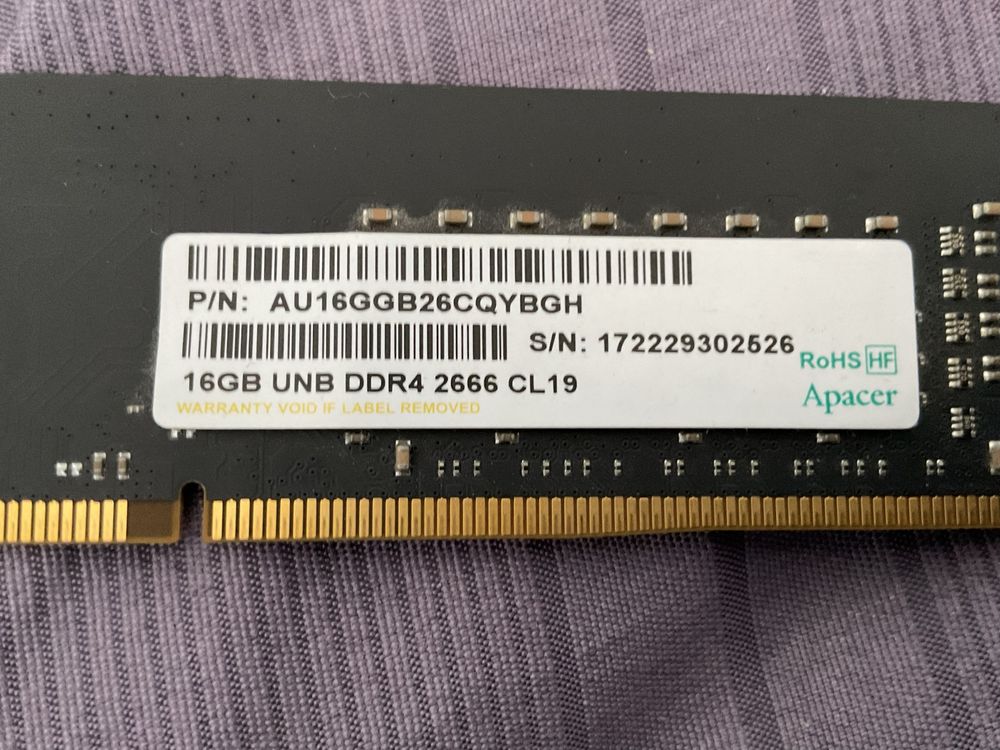 P/N: AU16GGB26CQYBGH
S/N: 172229302526
16GB UNB DDR4 2666 CL19
RoHS HF
WARRANTY VOID IF LABEL REMOVED
Apacer